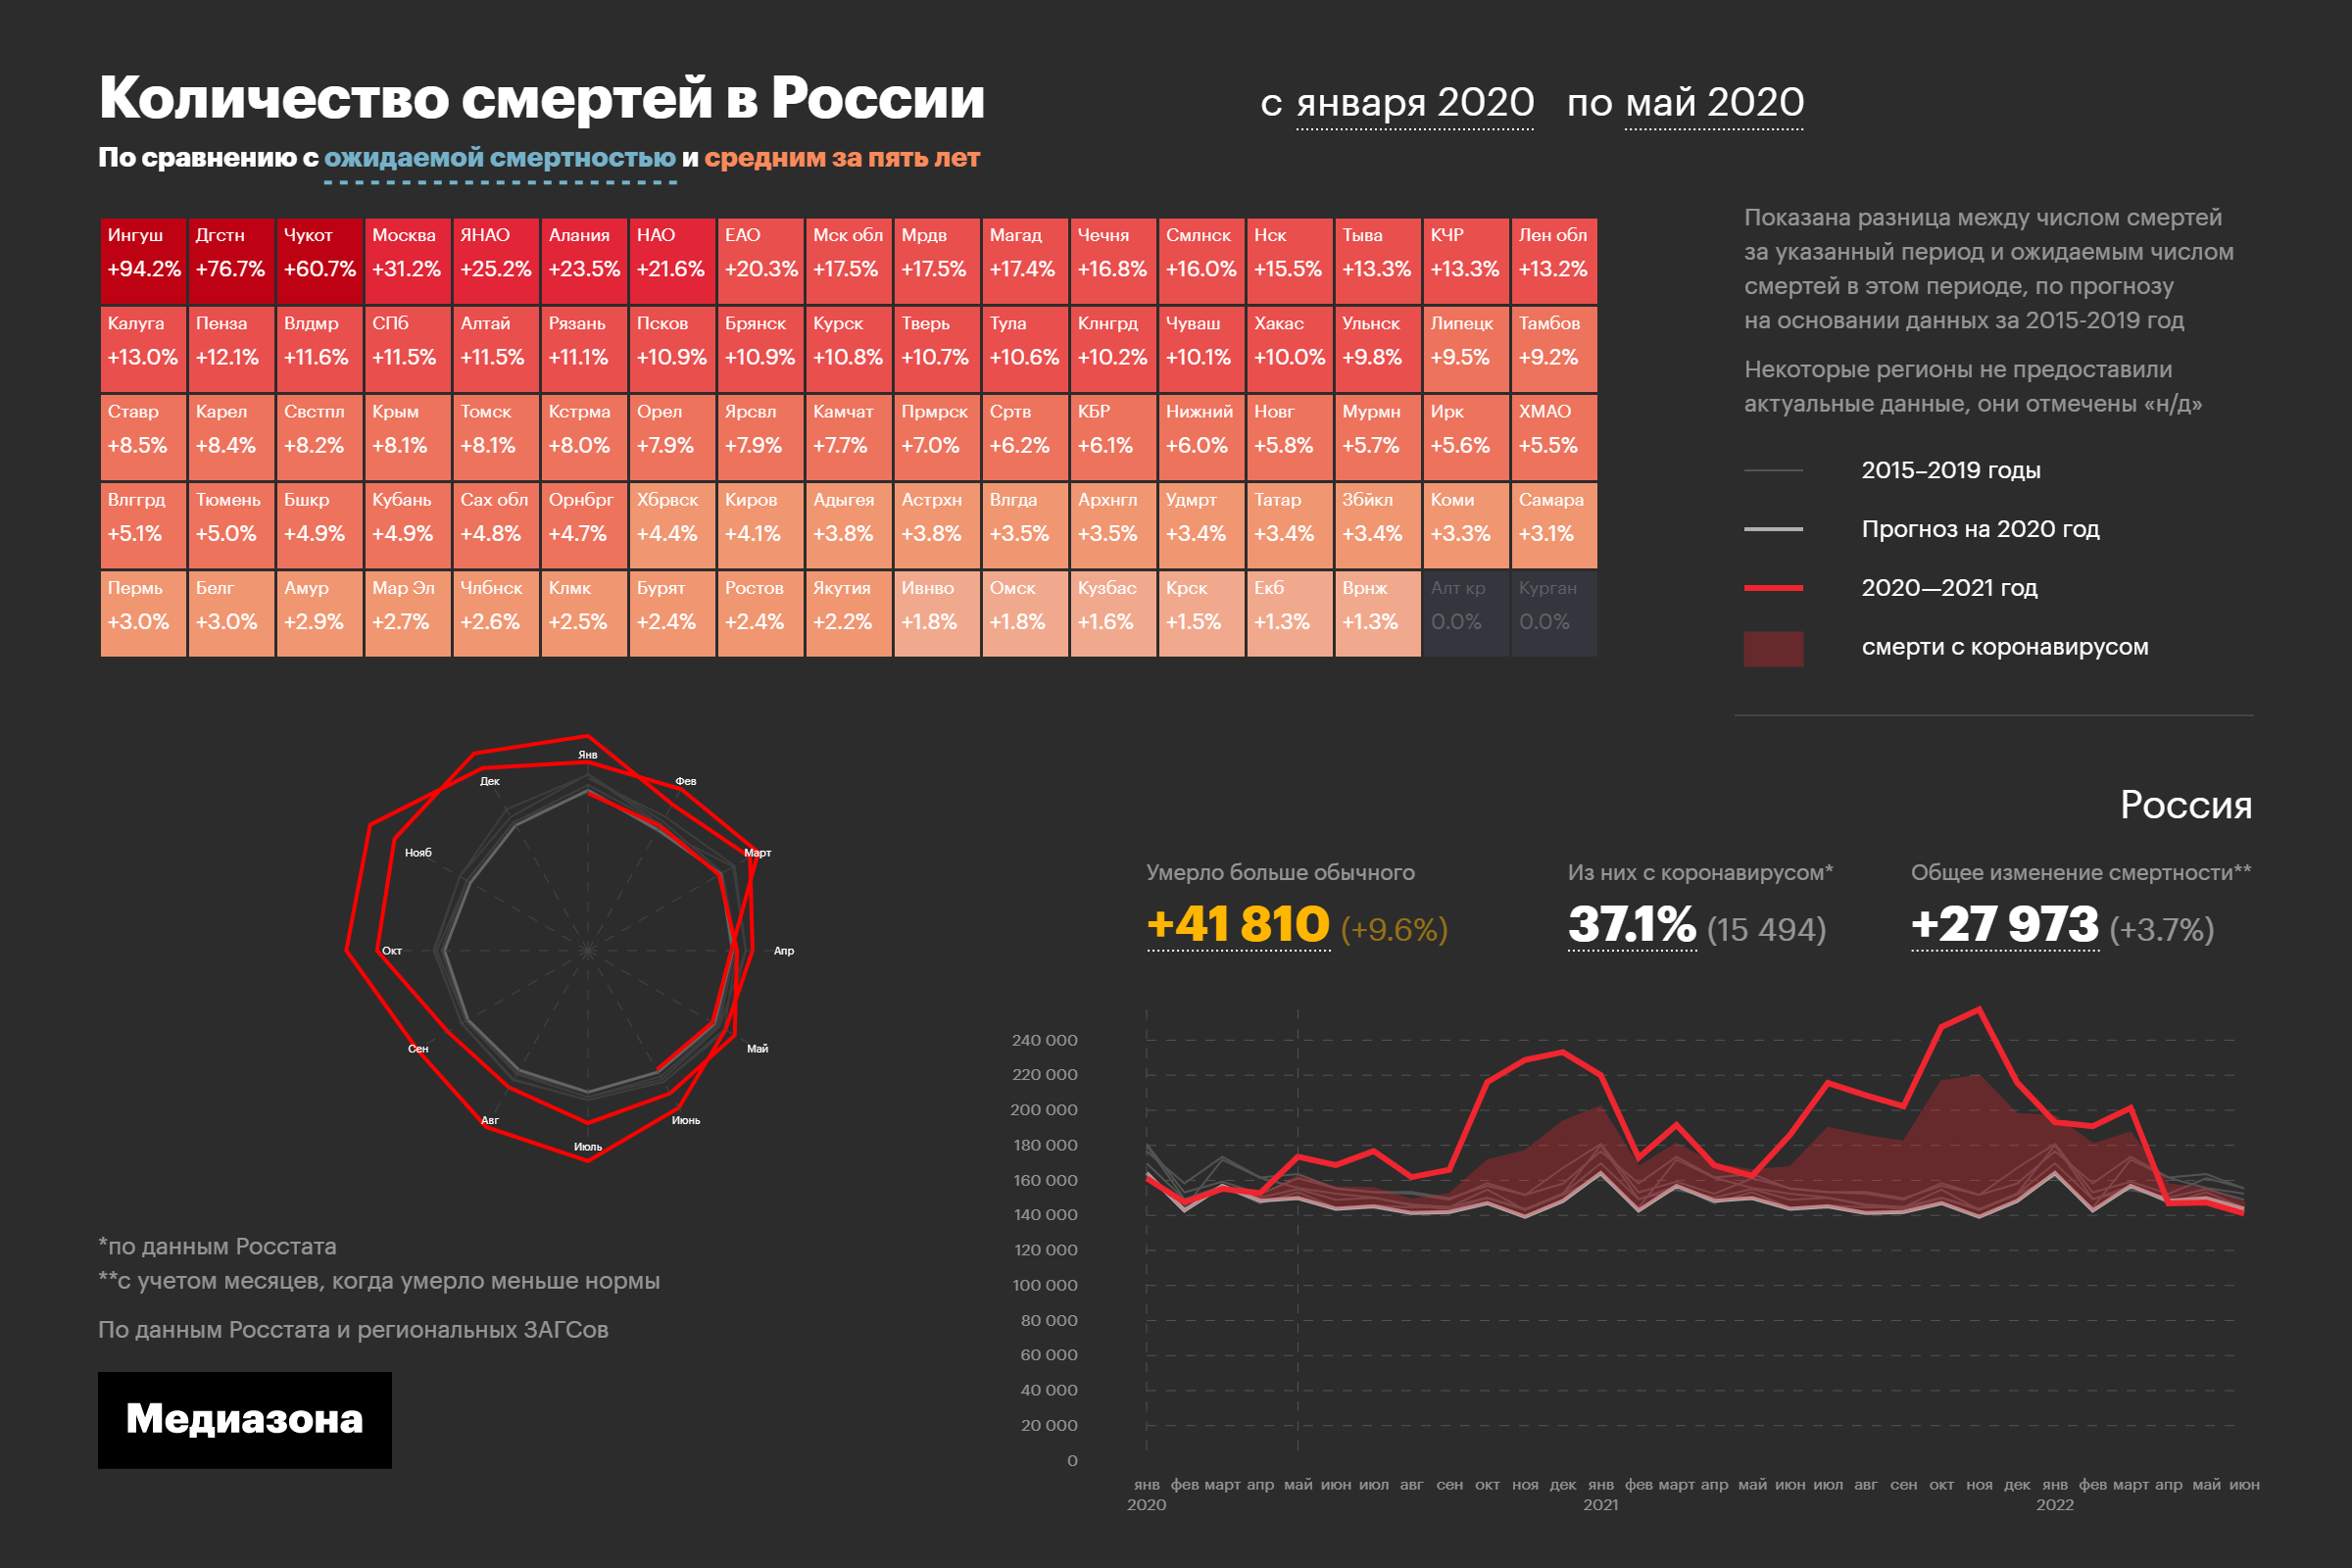 Количество смертей в России
с января 2020 по май 2020
По сравнению с ожидаемой смертностью и средним за пять лет
Ингуш Дгстн Чукот Москва ЯНАО Алания НАО ЕАО Мск обл Мрдв Магад Чечня Смлнск Нск Тыва КЧР Лен обл
+94.2% +76.7% +60.7% +31.2% +25.2% +23.5% +21.6% +20.3% +17.5% +17.5% +17.4% +16.8% +16.0% +15.5% +13.3% +13.3% +13.2%
Калуга Пенза Влдмр СПб Алтай Рязань Псков Брянск Курск Тверь Тула Клнгрд Чуваш Хакас Ульнск Липецк Тамбов
+13.0% +12.1% +11.6% +11.5% +11.5% +11.1% +10.9% +10.9% +10.8% +10.7% +10.6% +10.2% +10.1% +10.0% +9.8% +9.5% +9.2%
Ставр Карел Свстпл Крым Томск Кстрма Орел Ярсвл Камчат Прмрск Сртв КБР Нижний Новг Мурмн Ирк ХМАО
+8.5% +8.4% +8.2% +8.1% +8.1% +8.0% +7.9% +7.9% +7.7% +7.0% +6.2% +6.1% +6.0% +5.8% +5.7% +5.6% +5.5%
Влггрд Тюмень Бшкр Кубань Сах обл Орнбрг Хбрвск Киров Адыгея Астрхн Влгда Архнгл Удмрт Татар Збйкл Коми Самара
+5.1% +5.0% +4.9% +4.9% +4.8% +4.7% +4.4% +4.1% +3.8% +3.8% +3.5% +3.5% +3.4% +3.4% +3.4% +3.3% +3.1%
Пермь Белг Амур Мар Эл Члбнск Клмк Бурят Ростов Якутия Ивнво Омск Кузбас Крск Екб Врнж Алт кр Курган
+3.0% +3.0% +2.9% +2.7% +2.6% +2.5% +2.4% +2.4% +2.2% +1.8% +1.8% +1.6% +1.5% +1.3% +1.3% 0.0% 0.0%
Показана разница между числом смертей
за указанный период и ожидаемым числом
смертей в этом периоде, по прогнозу
на основании данных за 2015-2019 год
Некоторые регионы не предоставили
актуальные данные, они отмечены «н/д»
2015–2019 годы
Прогноз на 2020 год
2020—2021 год
смерти с коронавирусом
Янв
Фев
Март
Апр
Май
Июнь
Июль
Авг
Сен
Окт
Нояб
Дек
Россия
Умерло больше обычного Из них с коронавирусом* Общее изменение смертности**
+41 810 (+9.6%) 37.1% (15 494) +27 973 (+3.7%)
240 000
220 000
200 000
180 000
160 000
140 000
120 000
100 000
80 000
60 000
40 000
20 000
0
янв фев март апр май июн июл авг сен окт ноя дек янв фев март апр май июн июл авг сен окт ноя дек янв фев март апр май июн
2020 2021 2022
*по данным Росстата
**с учетом месяцев, когда умерло меньше нормы
По данным Росстата и региональных ЗАГСов
Медиазона